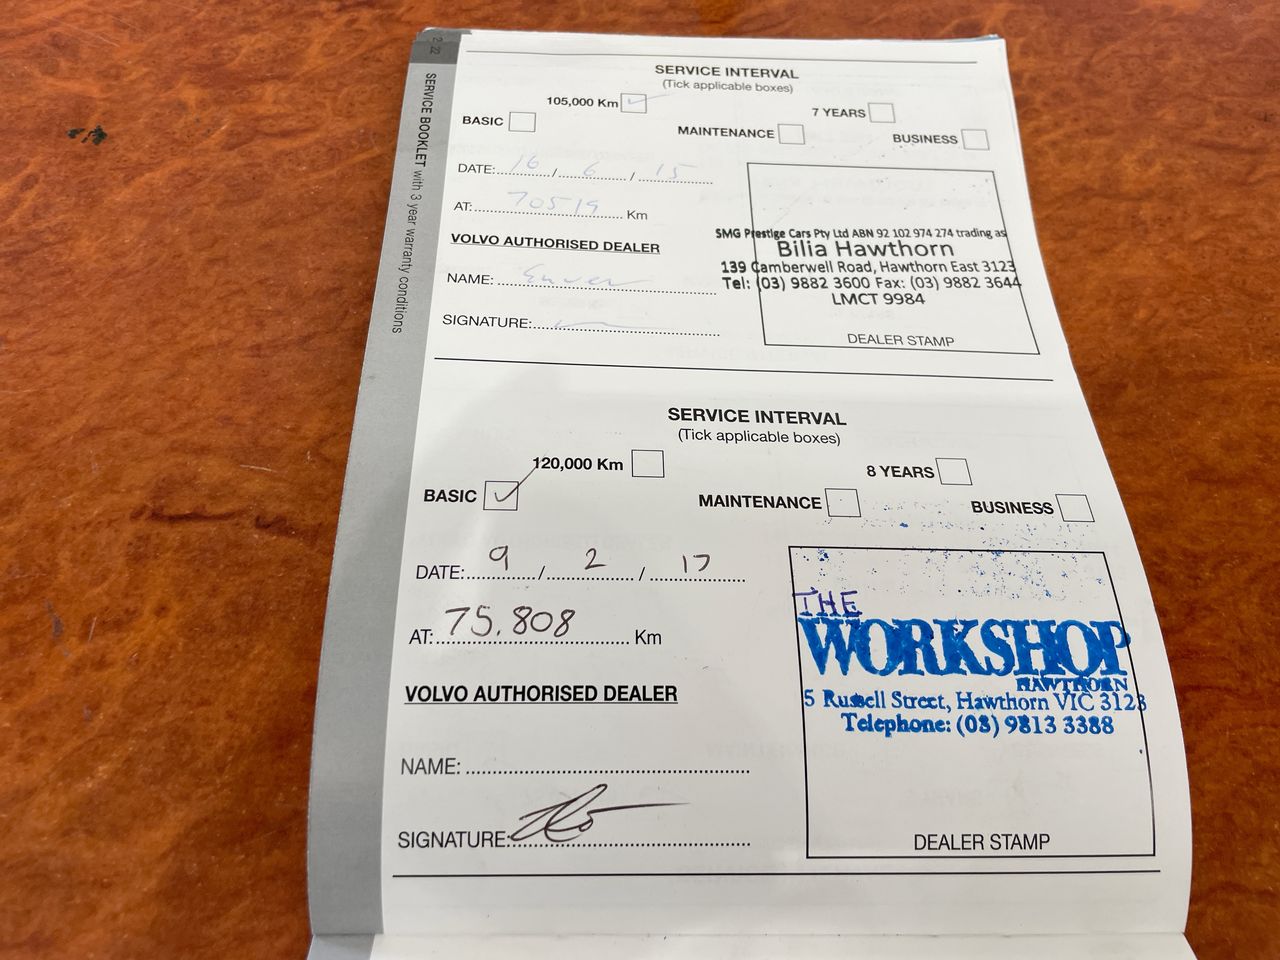 2 22
SERVICE BOOKLET with 3 year warranty conditions
SERVICE INTERVAL
(Tick applicable boxes)
105,000 Km
7 YEARS
BASIC
MAINTENANCE
BUSINESS
DATE: 16 / 6 / 15
AT: 70519 Km
VOLVO AUTHORISED DEALER
NAME:
SIGNATURE:
SMG Prestige Cars Pty Ltd ABN 92 102 974 274 trading as
Bilia Hawthorn
139 Camberwell Road, Hawthorn East 3123
Tel: (03) 9882 3600 Fax: (03) 9882 3644
LMCT 9984
DEALER STAMP
SERVICE INTERVAL
(Tick applicable boxes)
120,000 Km
8 YEARS
BASIC
MAINTENANCE
BUSINESS
DATE: 9 / 2 / 17
AT: 75.808 Km
VOLVO AUTHORISED DEALER
NAME:
SIGNATURE:
THE
WORKSHOP
HAWTHORN
5 Russell Street, Hawthorn VIC 3123
Telephone: (03) 9813 3388
DEALER STAMP